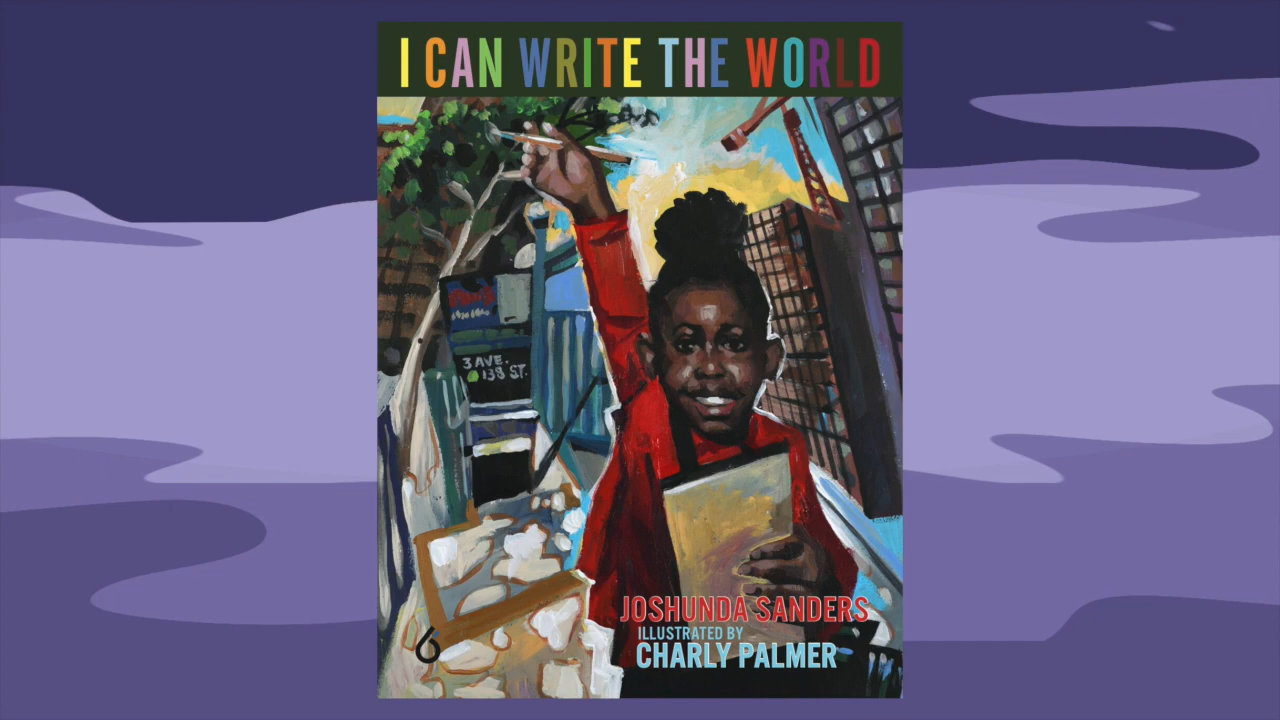 I CAN WRITE THE WORLD
3 AVE.
138 ST.
JOSHUNDA SANDERS
ILLUSTRATED BY
CHARLY PALMER